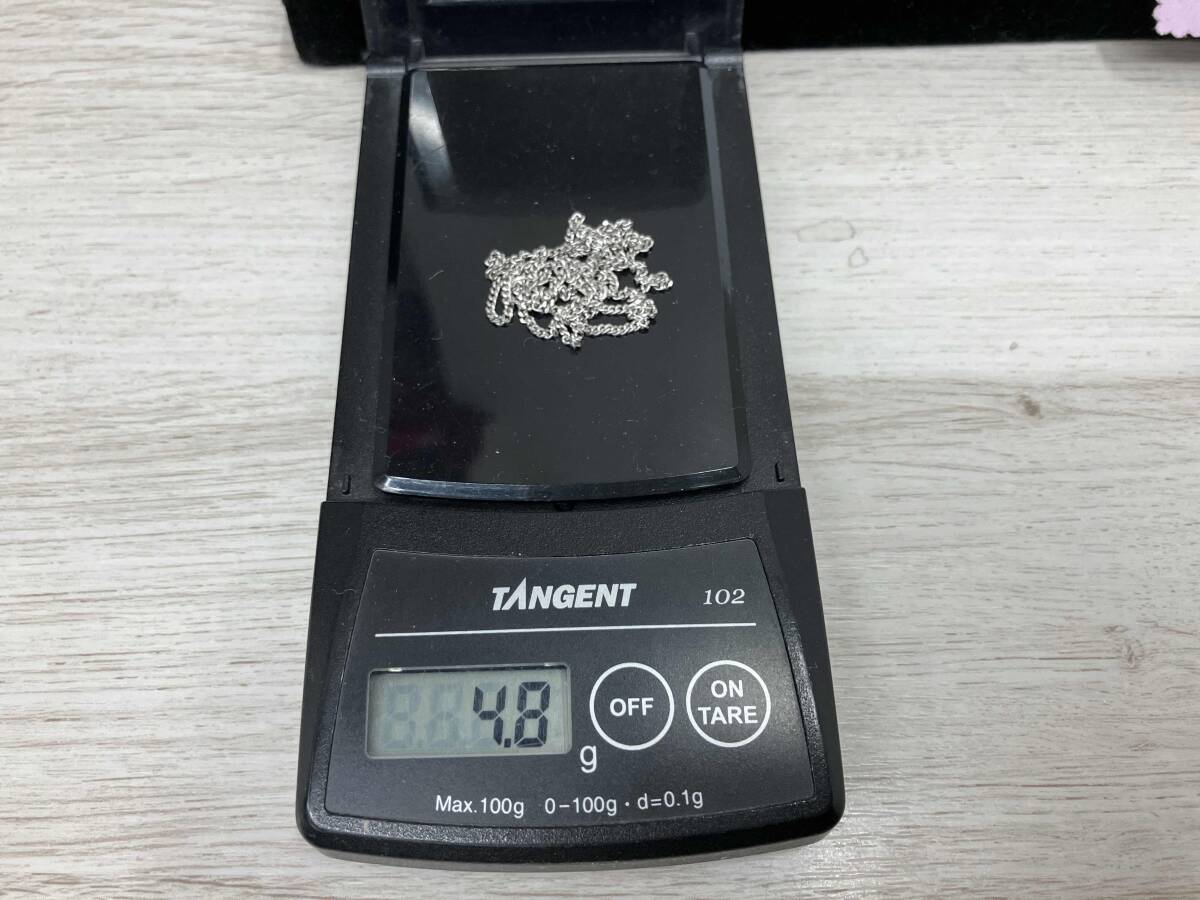 TANGENT 102
4.8 g
OFF
ON
TARE
Max.100g 0-100g・d=0.1g